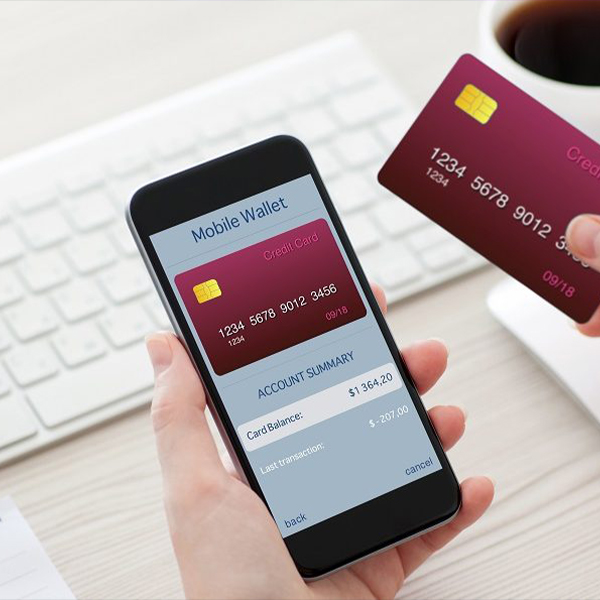 Mobile Wallet
Credit Card
1234 5678 9012 3456
1234
09/18
ACCOUNT SUMMARY
Card Balance: $1 364,20
Last transaction: $ -207.00
back cancel
1234 5678 9012
1234
09/18